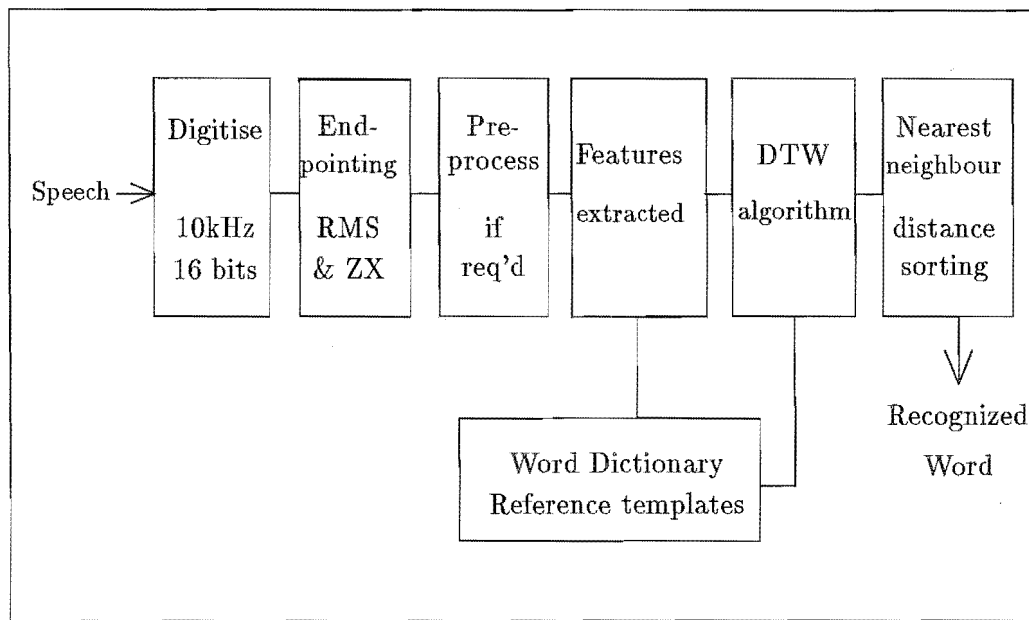 Speech
Digitise
10kHz
16 bits
End-
pointing
RMS
& ZX
Pre-
process
if
req'd
Features
extracted
DTW
algorithm
Nearest
neighbour
distance
sorting
Word Dictionary
Reference templates
Recognized
Word